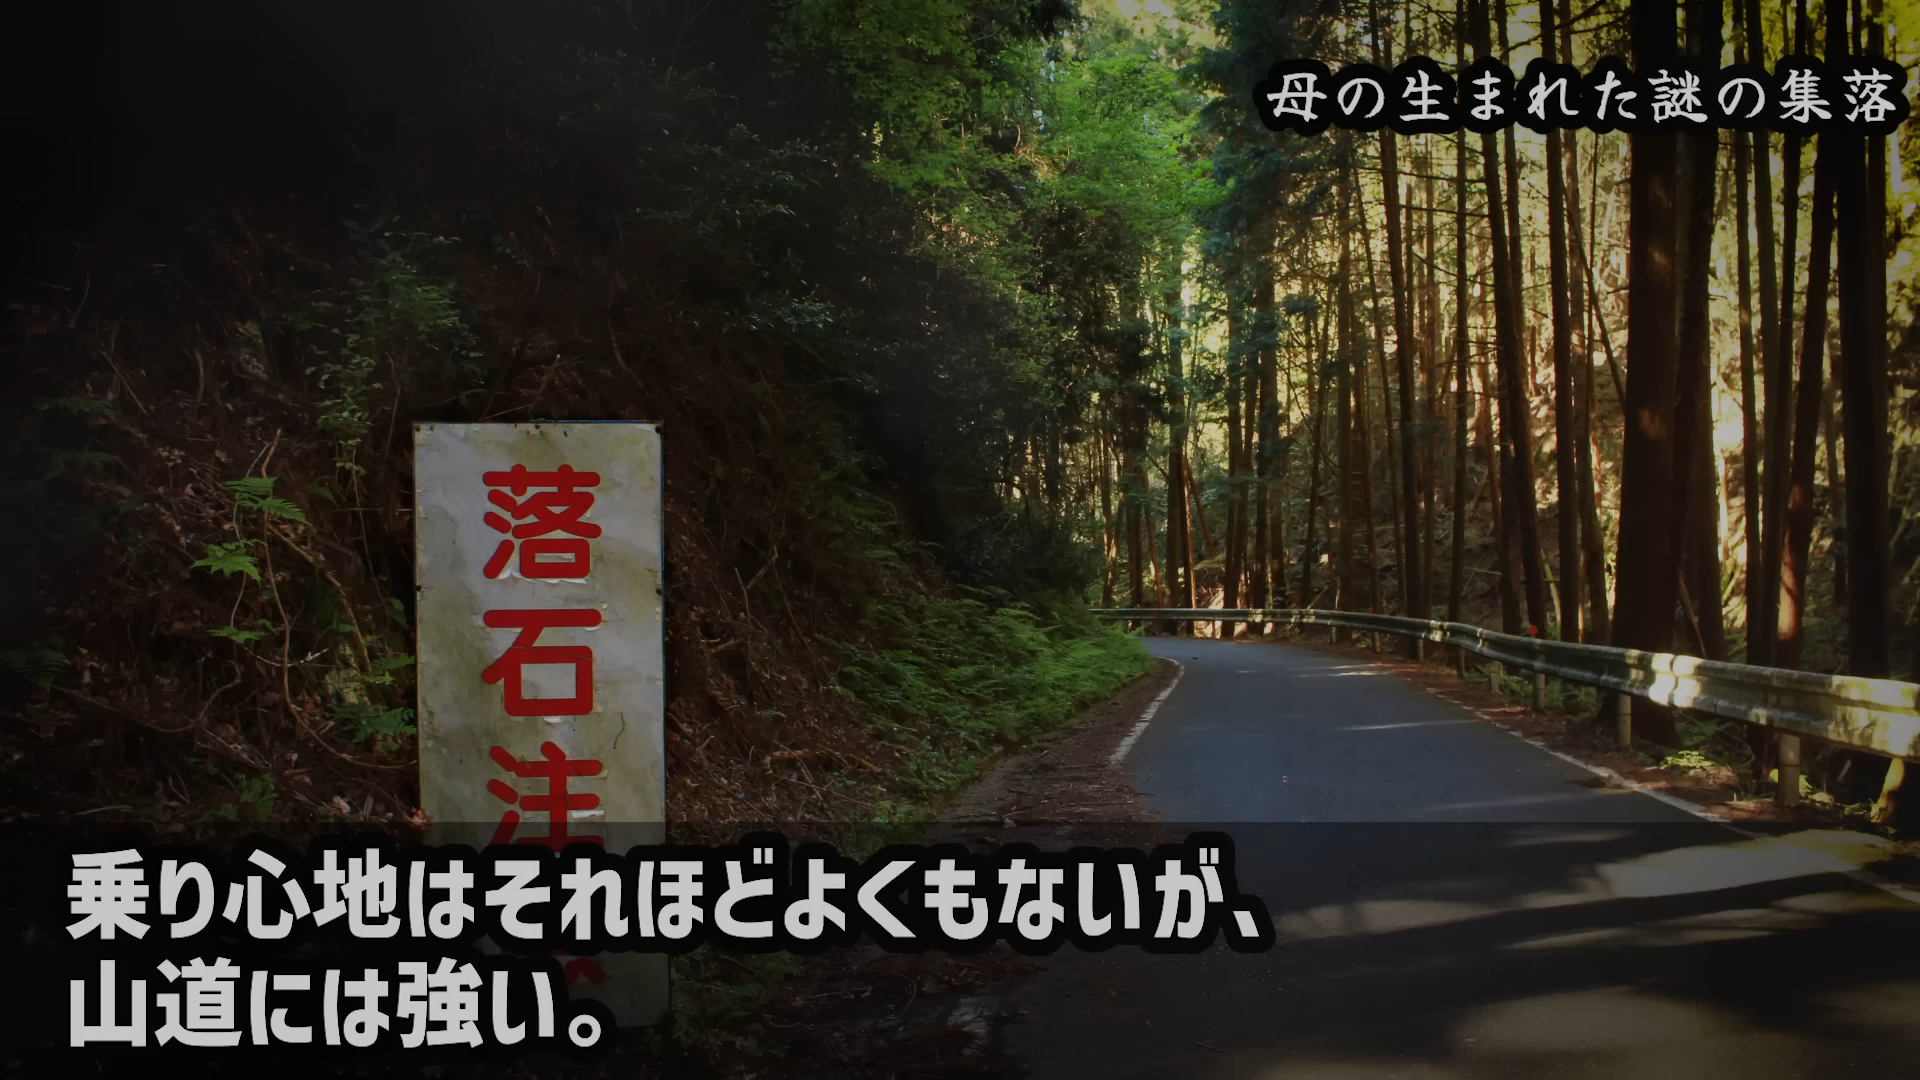 母の生まれた謎の集落
落石注
乗り心地はそれほどよくもないが、
山道には強い。